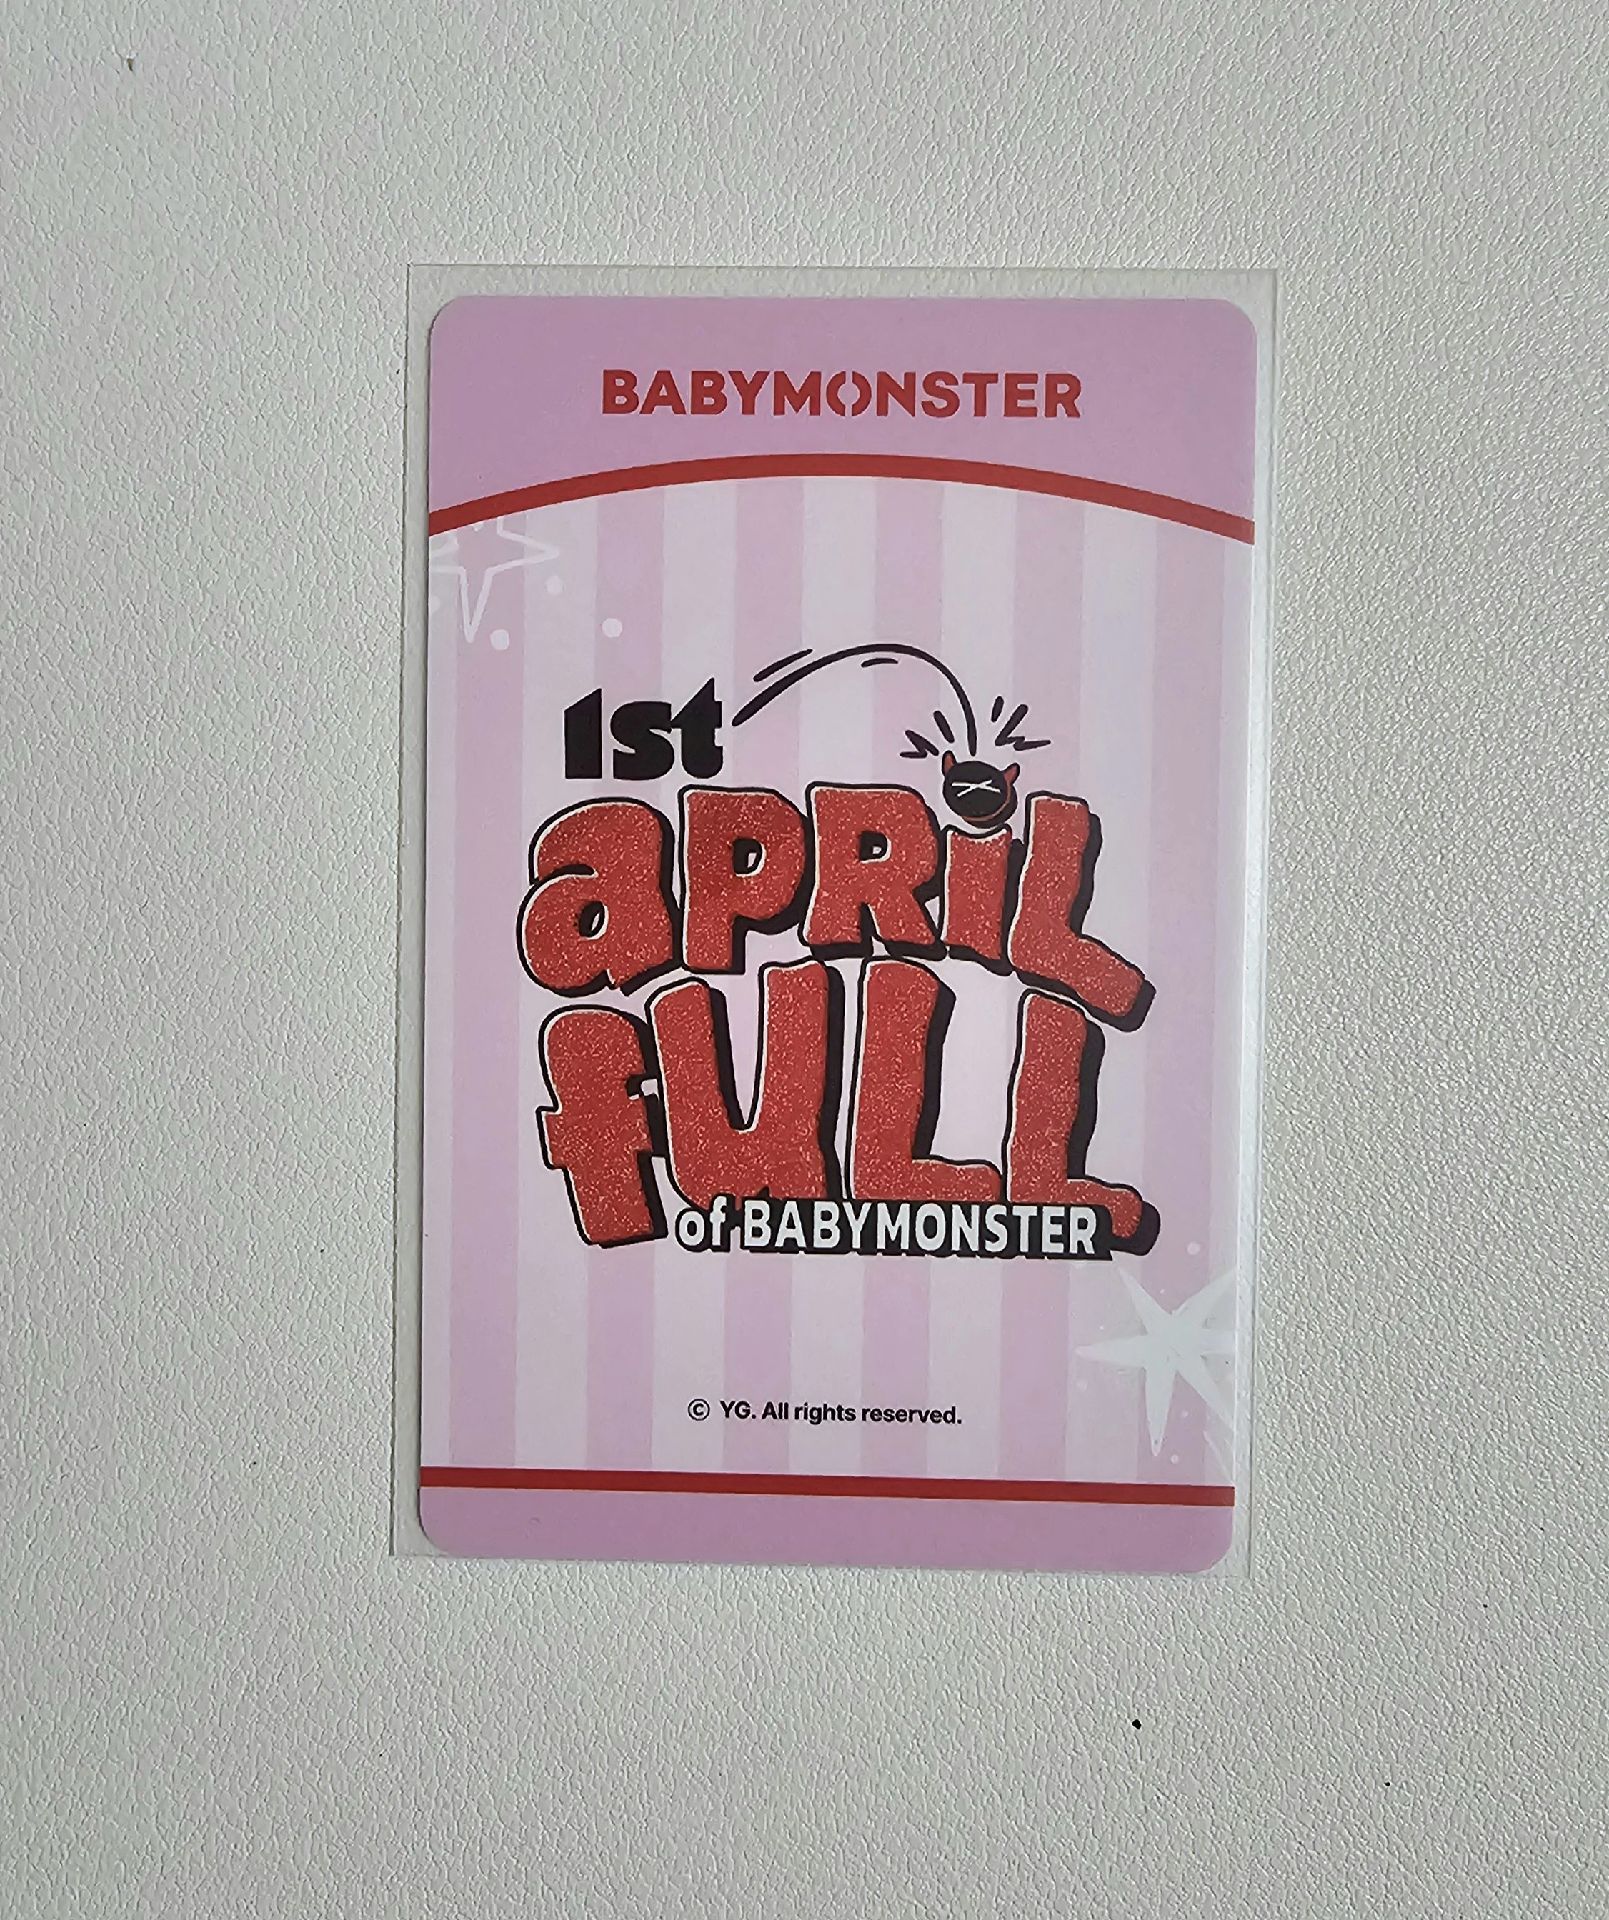 BABYMONSTER
1st
aPRiL
fULL
of BABYMONSTER
© YG. All rights reserved.